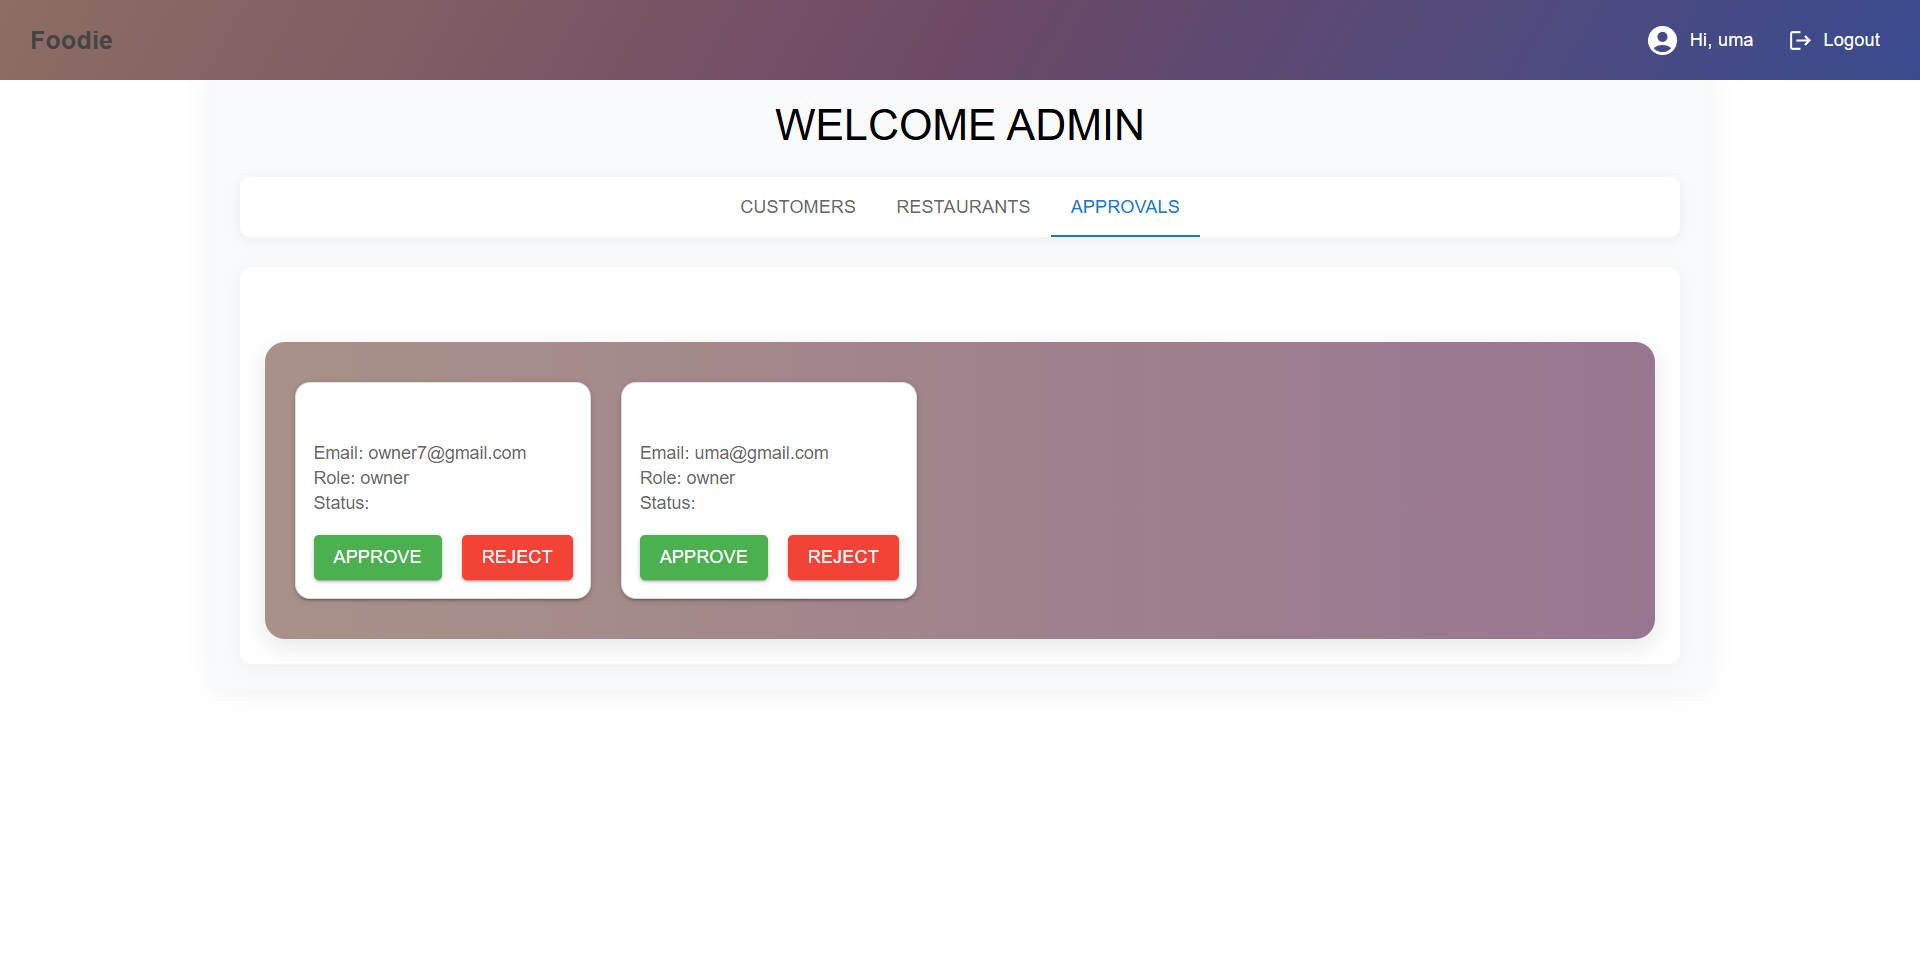 Foodie
Hi, uma
Logout
WELCOME ADMIN
CUSTOMERS RESTAURANTS APPROVALS
Email: owner7@gmail.com
Role: owner
Status:
APPROVE REJECT
Email: uma@gmail.com
Role: owner
Status:
APPROVE REJECT